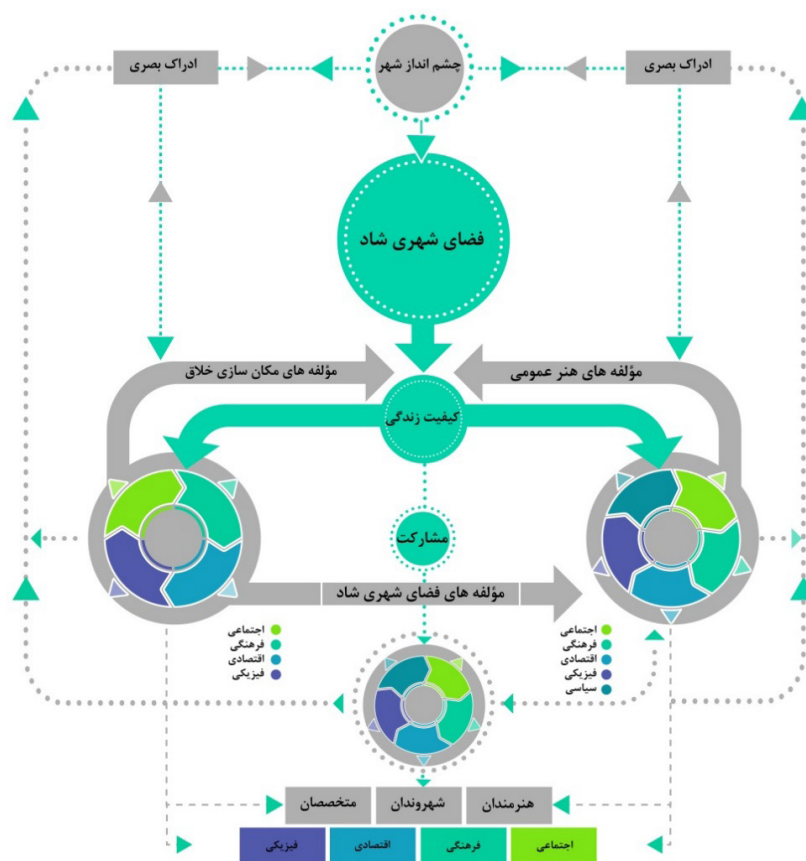 چشم انداز شهر
ادراک بصری
ادراک بصری
فضای شهری شاد
مؤلفه های هنر عمومی
مؤلفه های مکان سازی خلاق
کیفیت زندگی
مشارکت
مؤلفه های فضای شهری شاد
اجتماعی
فرهنگی
اقتصادی
فیزیکی
سیاسی
اجتماعی
فرهنگی
اقتصادی
فیزیکی
هنرمندان
شهروندان
متخصصان
اجتماعی
فرهنگی
اقتصادی
فیزیکی